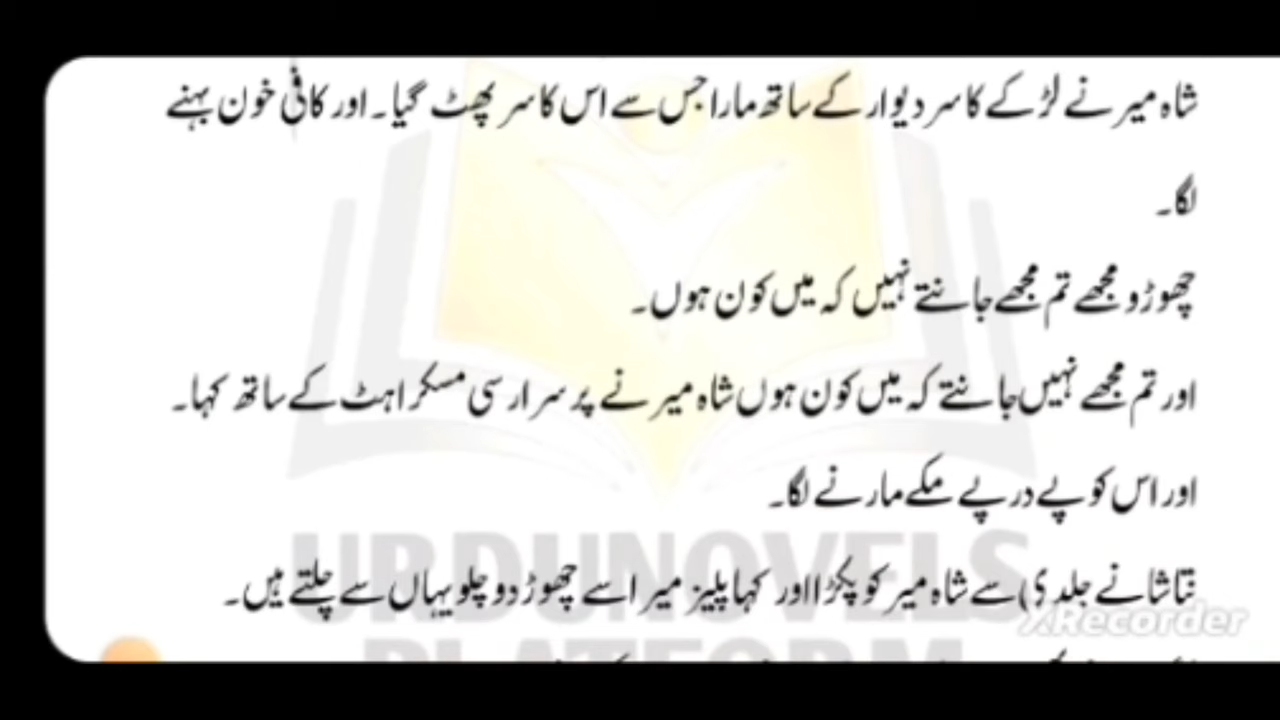 شاہ میر نے لڑکے کا سر دیوار کے ساتھ مارا جس سے اس کا سر پھٹ گیا۔ اور کافی خون بہنے
لگا۔
چھوڑو مجھے تم مجھے جانتے نہیں کہ میں کون ہوں۔
اور تم مجھے نہیں جانتے کہ میں کون ہوں شاہ میر نے پر سرار سی مسکراہٹ کے ساتھ کہا۔
اور اس کو پے در پے مکے مارنے لگا۔
نتاشا نے جلد ی) سے شاہ میر کو پکڑا اور کہا پلیز میر اسے چھوڑ دو چلو یہاں سے چلتے ہیں۔
XRecorder
URDUNOVELS
PLATFORM